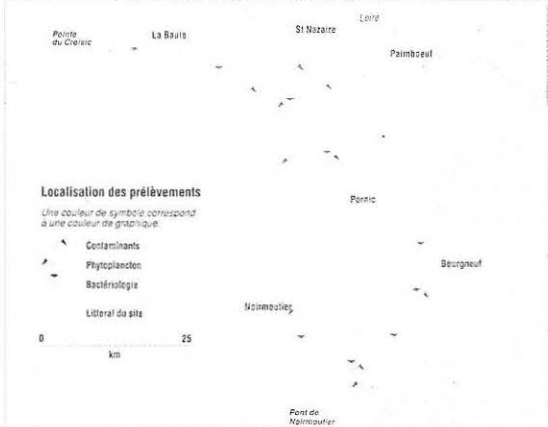 Loire
Pointe
du Croisic
La Baule
St Nazaire
Paimboeuf
Localisation des prélèvements
Une couleur de symbole correspond
à une couleur de graphique.
Pornic
Contaminants
Phytoplancton
Bactériologie
Bourgneuf
Littoral du site
Noirmoutier
0 25
km
Pont de
Noirmoutier